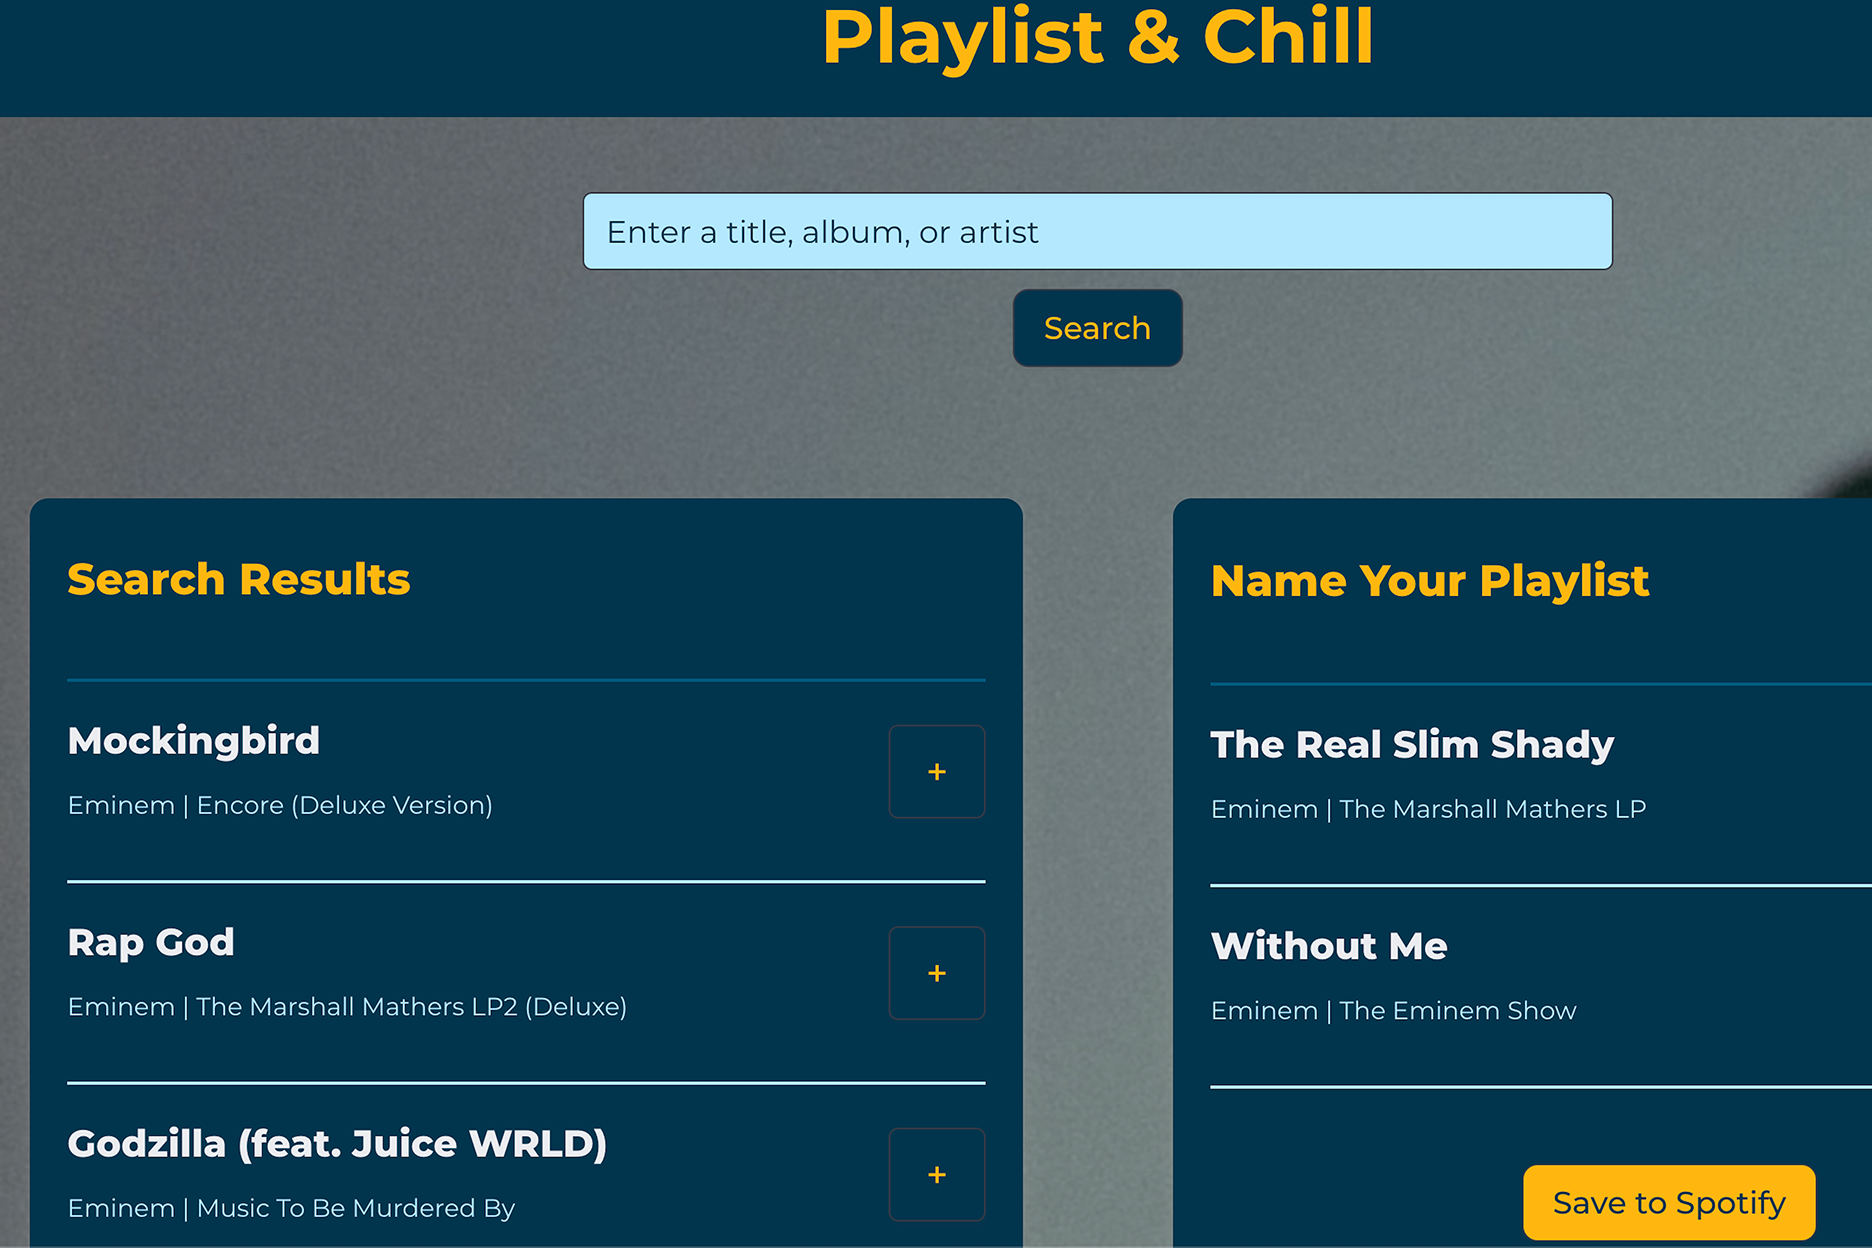 Playlist & Chill
Enter a title, album, or artist
Search
Search Results
Mockingbird
Eminem | Encore (Deluxe Version)
+
Rap God
Eminem | The Marshall Mathers LP2 (Deluxe)
+
Godzilla (feat. Juice WRLD)
Eminem | Music To Be Murdered By
+
Name Your Playlist
The Real Slim Shady
Eminem | The Marshall Mathers LP
Without Me
Eminem | The Eminem Show
Save to Spotify